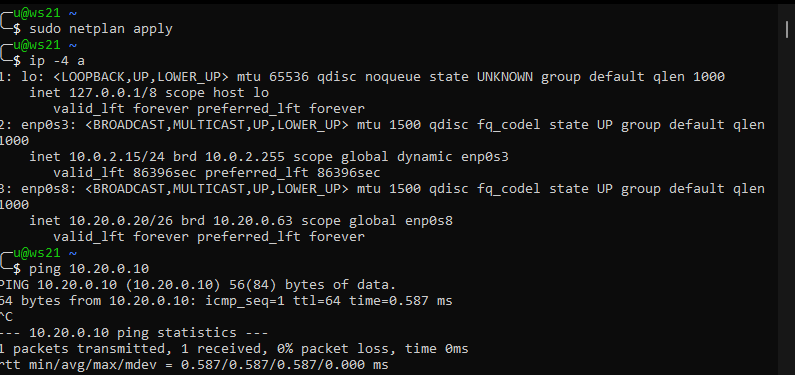 ┌─u@ws21 ~
└─$ sudo netplan apply
┌─u@ws21 ~
└─$ ip -4 a
1: lo: <LOOPBACK,UP,LOWER_UP> mtu 65536 qdisc noqueue state UNKNOWN group default qlen 1000
    inet 127.0.0.1/8 scope host lo
       valid_lft forever preferred_lft forever
2: enp0s3: <BROADCAST,MULTICAST,UP,LOWER_UP> mtu 1500 qdisc fq_codel state UP group default qlen
1000
    inet 10.0.2.15/24 brd 10.0.2.255 scope global dynamic enp0s3
       valid_lft 86396sec preferred_lft 86396sec
3: enp0s8: <BROADCAST,MULTICAST,UP,LOWER_UP> mtu 1500 qdisc fq_codel state UP group default qlen
1000
    inet 10.20.0.20/26 brd 10.20.0.63 scope global enp0s8
       valid_lft forever preferred_lft forever
┌─u@ws21 ~
└─$ ping 10.20.0.10
PING 10.20.0.10 (10.20.0.10) 56(84) bytes of data.
64 bytes from 10.20.0.10: icmp_seq=1 ttl=64 time=0.587 ms
^C
--- 10.20.0.10 ping statistics ---
1 packets transmitted, 1 received, 0% packet loss, time 0ms
rtt min/avg/max/mdev = 0.587/0.587/0.587/0.000 ms